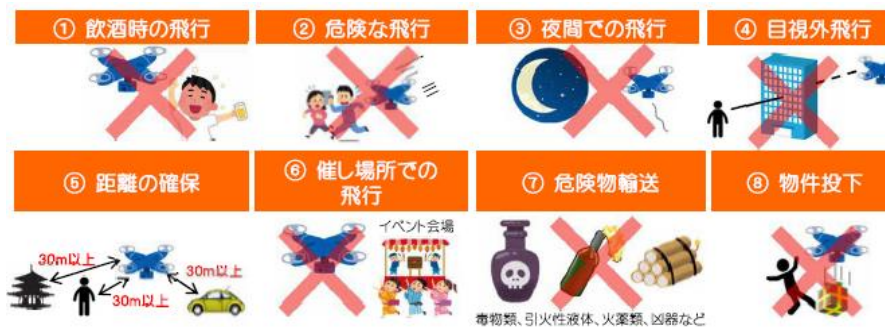 ① 飲酒時の飛行
② 危険な飛行
③ 夜間での飛行
④ 目視外飛行
⑤ 距離の確保
⑥ 催し場所での
飛行
⑦ 危険物輸送
⑧ 物件投下
30m以上
30m以上
30m以上
イベント会場
毒物類、引火性液体、火薬類、凶器など